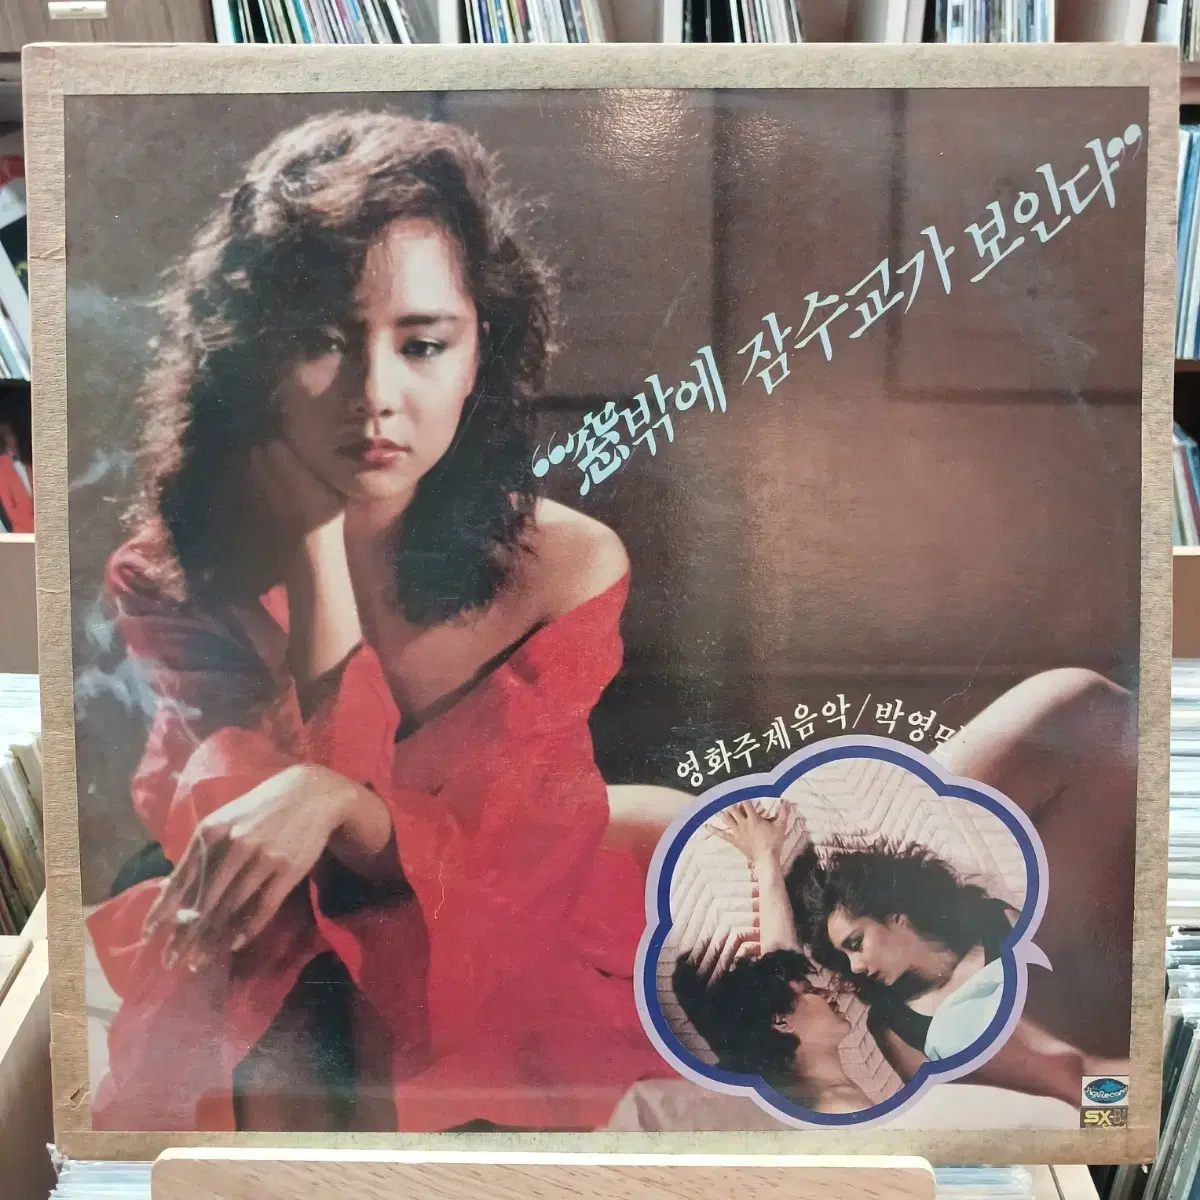 “窓밖에 잠수교가 보인다”
영화주제음악/박영민
SX-